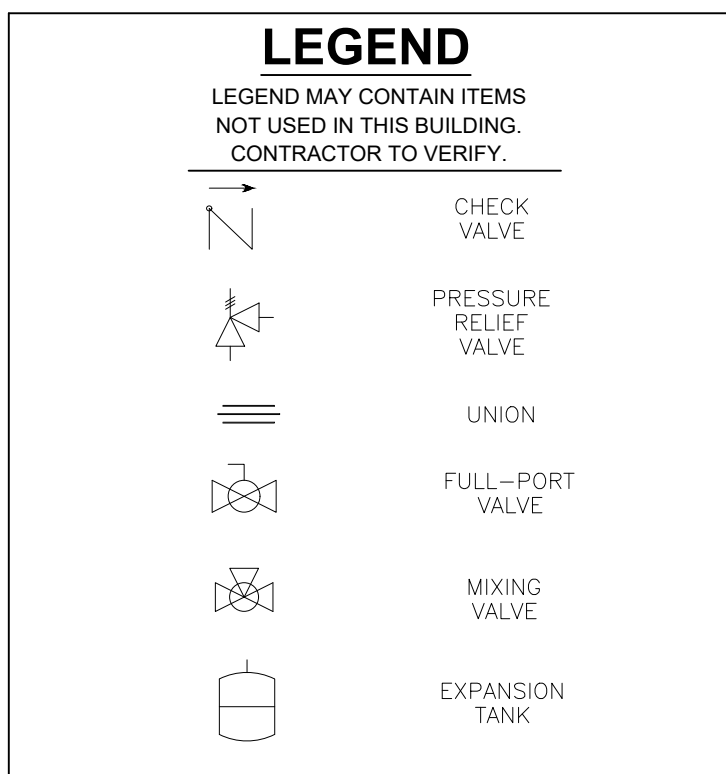 LEGEND
LEGEND MAY CONTAIN ITEMS
NOT USED IN THIS BUILDING.
CONTRACTOR TO VERIFY.
CHECK
VALVE
PRESSURE
RELIEF
VALVE
UNION
FULL-PORT
VALVE
MIXING
VALVE
EXPANSION
TANK